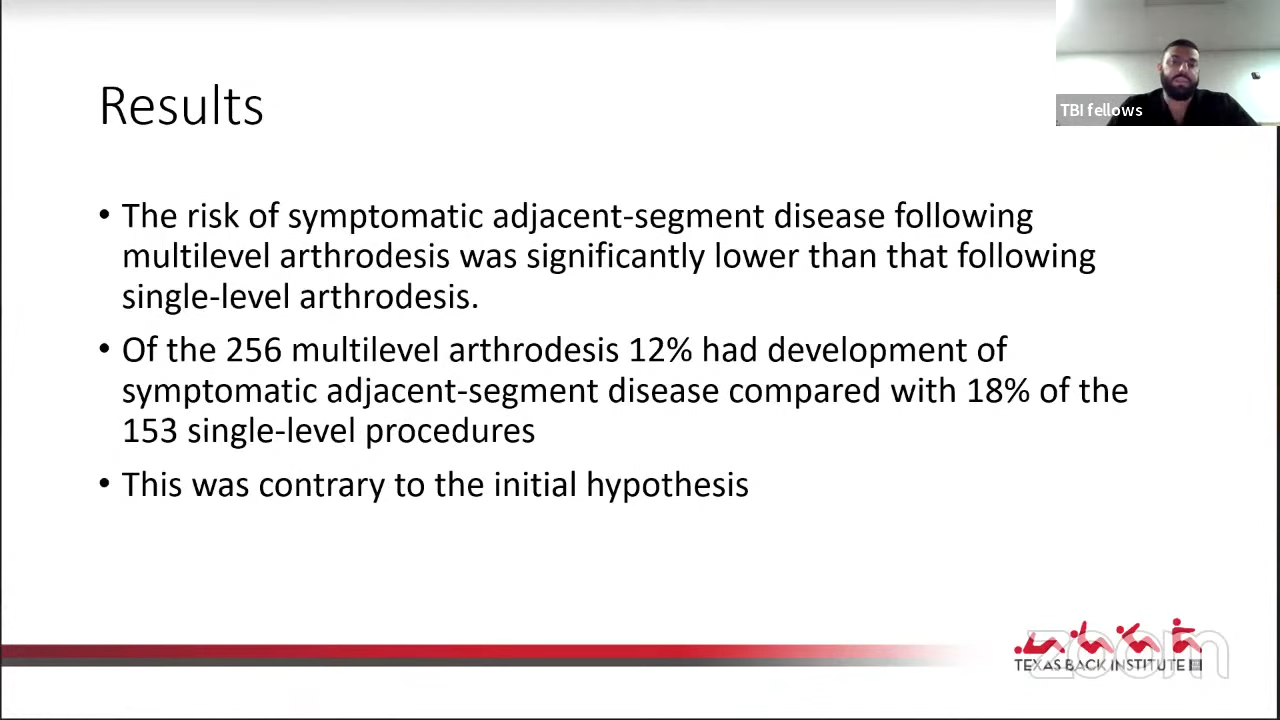 Results
TBI fellows
• The risk of symptomatic adjacent-segment disease following
multilevel arthrodesis was significantly lower than that following
single-level arthrodesis.
• Of the 256 multilevel arthrodesis 12% had development of
symptomatic adjacent-segment disease compared with 18% of the
153 single-level procedures
• This was contrary to the initial hypothesis
zoom
TEXAS BACK INSTITUTE